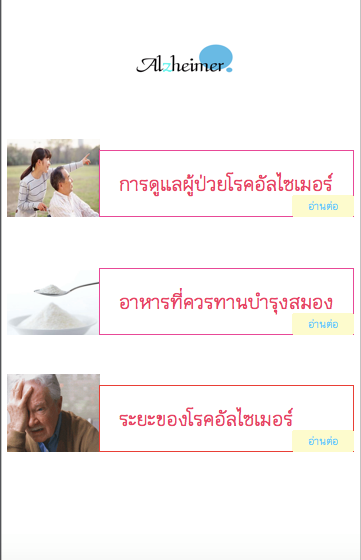 Alzheimer
การดูแลผู้ป่วยโรคอัลไซเมอร์
อ่านต่อ
อาหารที่ควรทานบำรุงสมอง
อ่านต่อ
ระยะของโรคอัลไซเมอร์
อ่านต่อ